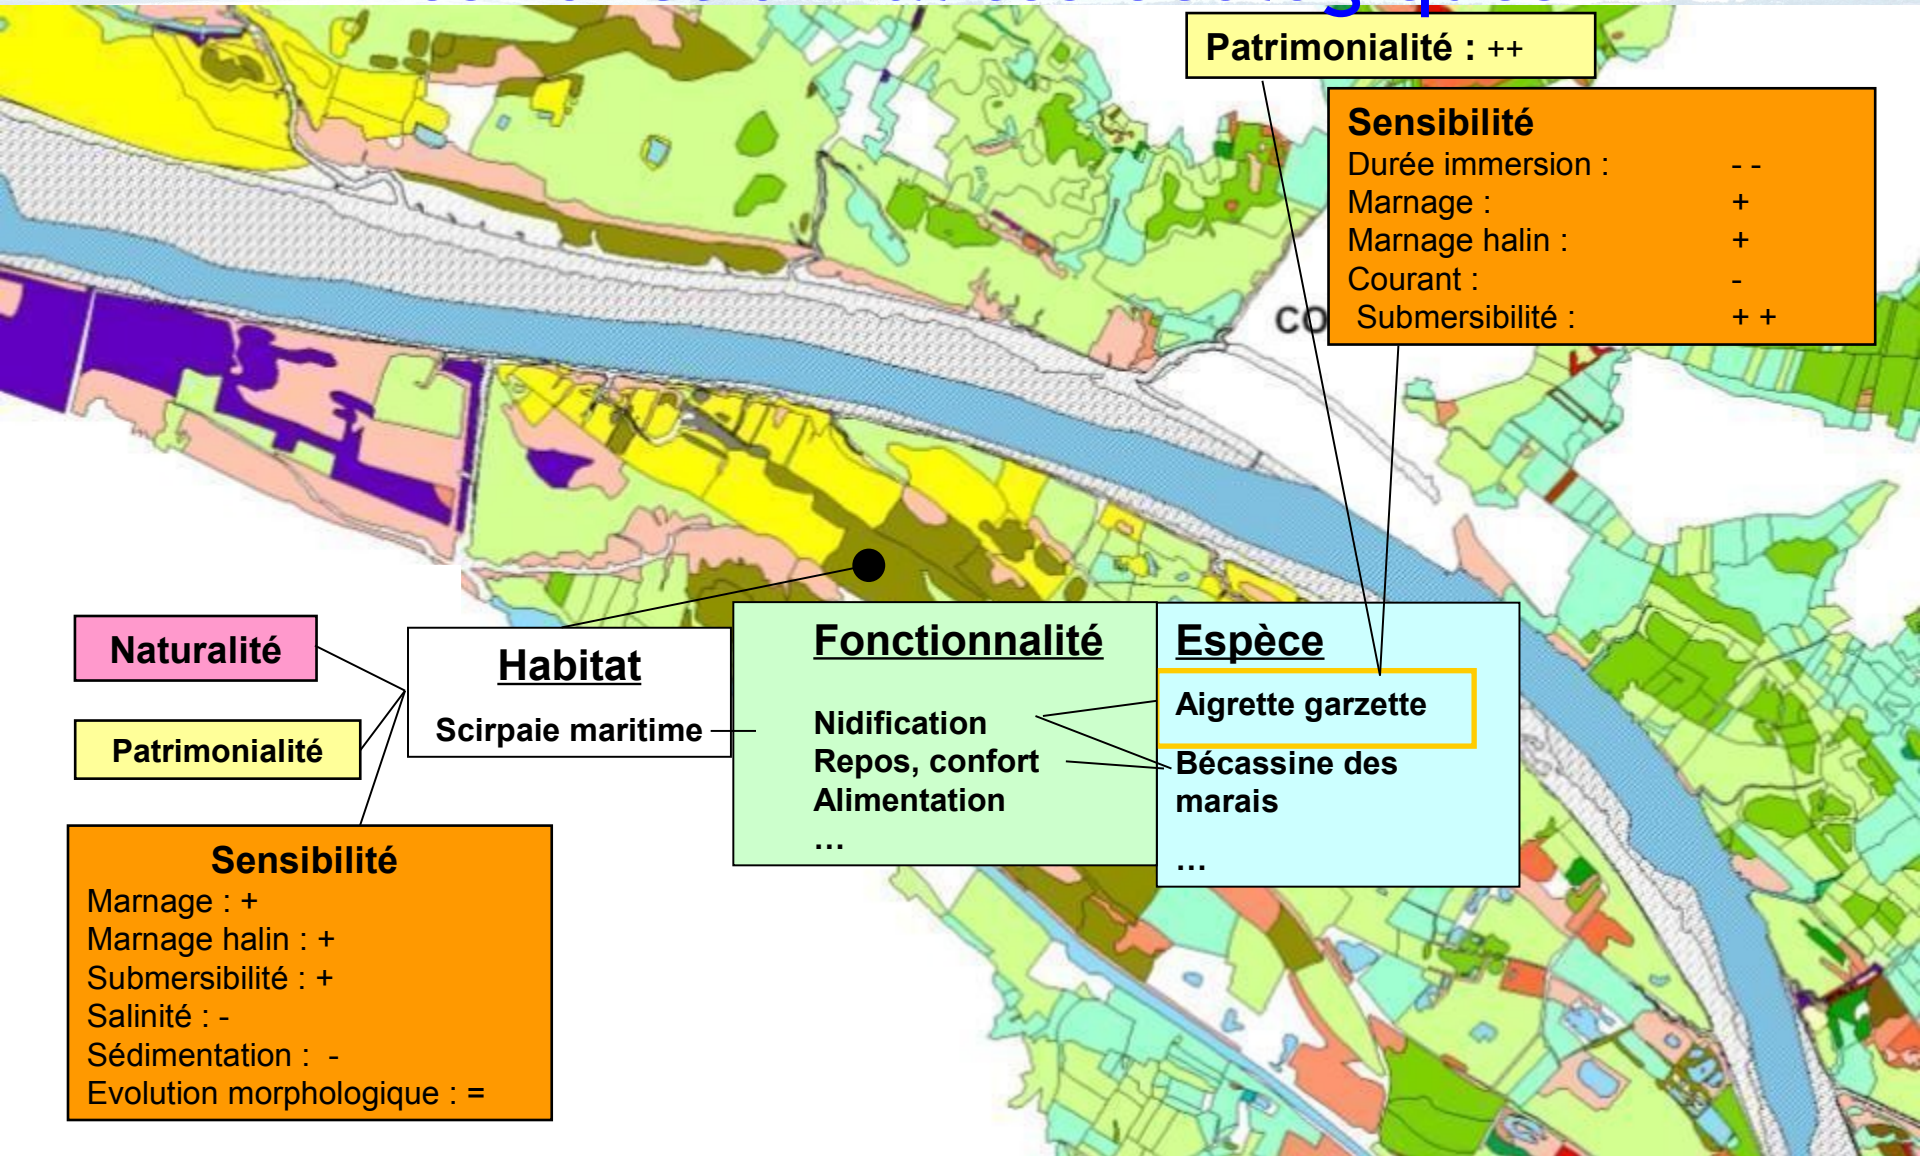 Patrimonialité : ++
Sensibilité
Durée immersion : - -
Marnage : +
Marnage halin : +
Courant : -
Submersibilité : + +
CO
Naturalité
Patrimonialité
Habitat
Scirpaie maritime
Fonctionnalité
Nidification
Repos, confort
Alimentation
…
Espèce
Aigrette garzette
Bécassine des
marais
…
Sensibilité
Marnage : +
Marnage halin : +
Submersibilité : +
Salinité : -
Sédimentation : -
Evolution morphologique : =